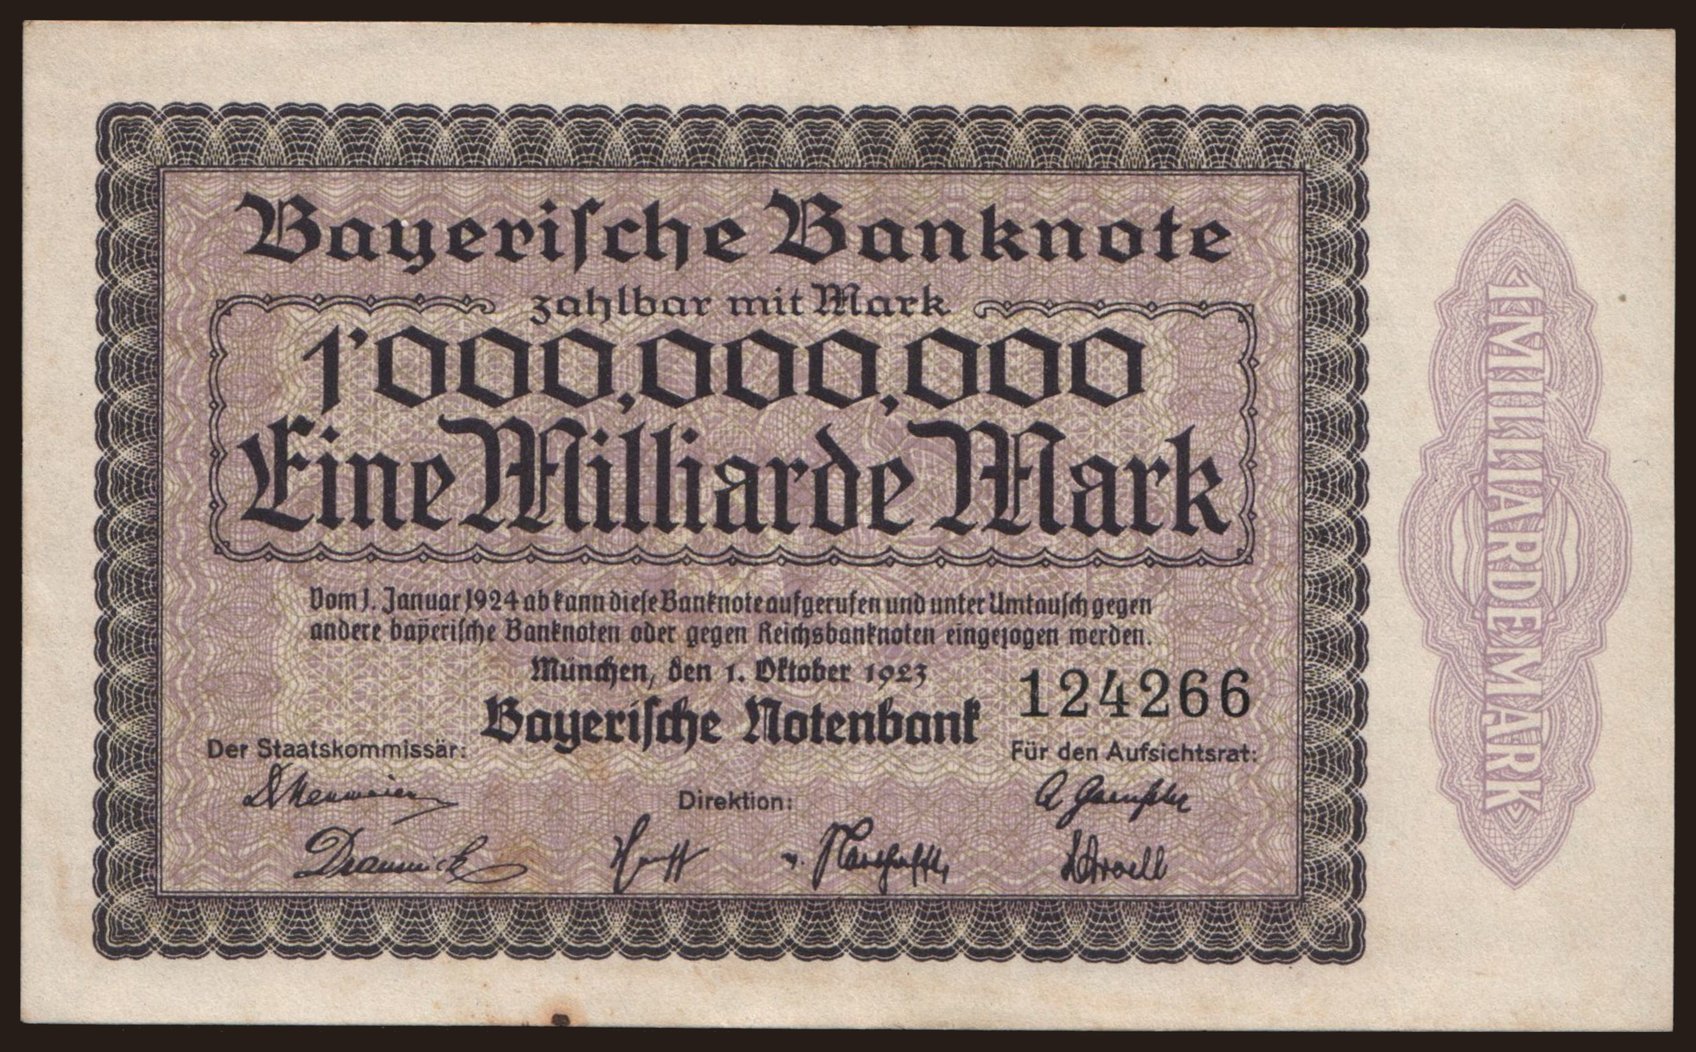 Bayerische Banknote
zahlbar mit Mark
1'000,000,000
Eine Milliarde Mark
Vom 1. Januar 1924 ab kann diese Banknote aufgerufen und unter Umtausch gegen
andere bayerische Banknoten oder gegen Reichsbanknoten eingezogen werden.
München, den 1. Oktober 1923
124266
Bayerische Notenbank
Der Staatskommissär:
Für den Aufsichtsrat:
Direktion:
1 MILLIARDE MARK